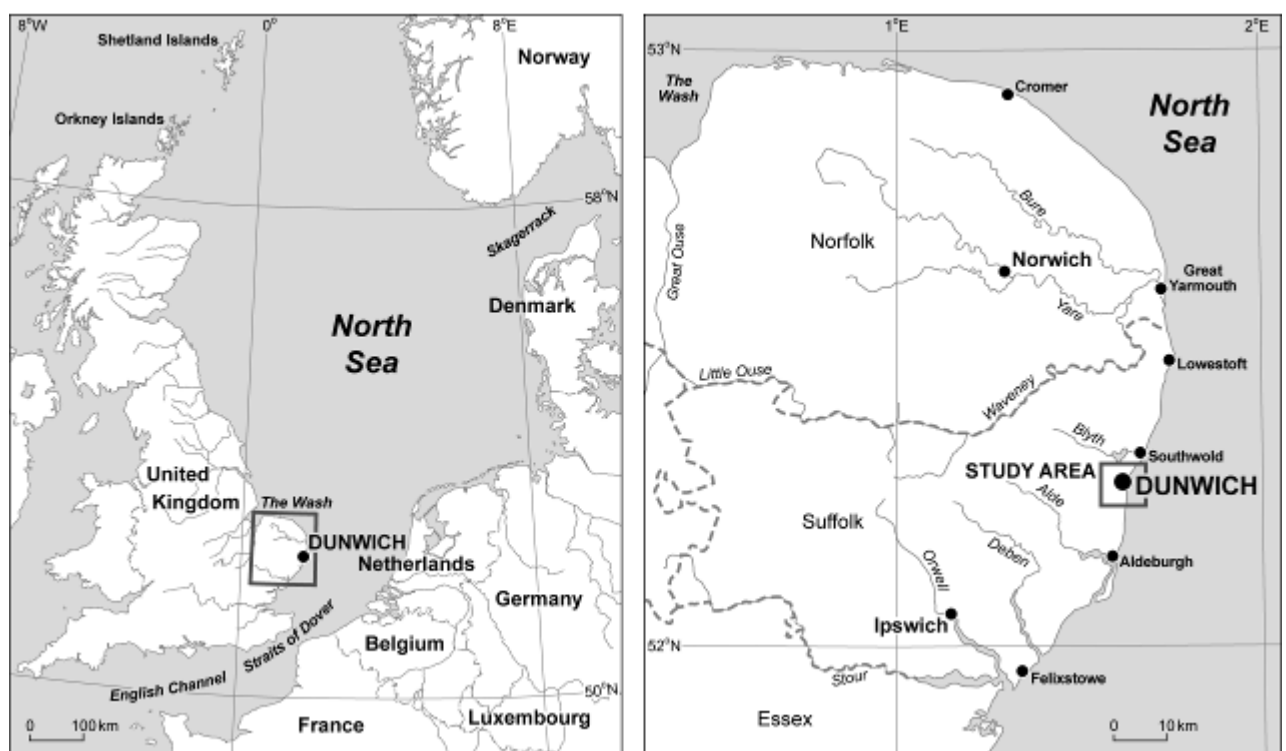 8°W
0°
8°E
Shetland Islands
Norway
Orkney Islands
58°N
Skagerrack
Denmark
North
Sea
United
Kingdom
The Wash
DUNWICH
Netherlands
Germany
Straits of Dover
Belgium
English Channel
50°N
0 100 km
France
Luxembourg
1°E
2°E
53°N
The
Wash
Cromer
North
Sea
Bure
Great Ouse
Norfolk
Norwich
Great
Yarmouth
Yare
Lowestoft
Little Ouse
Waveney
Blyth
Southwold
STUDY AREA
DUNWICH
Alde
Suffolk
Deben
Orwell
Aldeburgh
Ipswich
52°N
Stour
Felixstowe
Essex
0 10 km